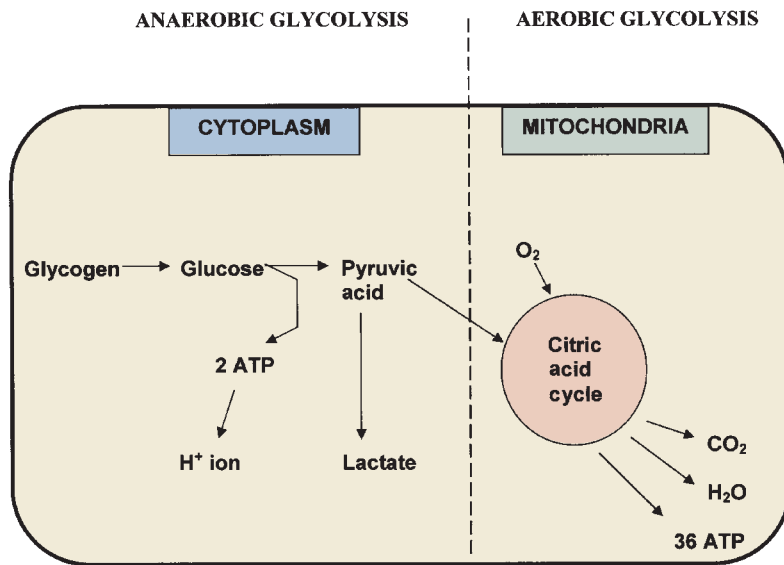 ANAEROBIC GLYCOLYSIS
AEROBIC GLYCOLYSIS
CYTOPLASM
MITOCHONDRIA
Glycogen
Glucose
Pyruvic
acid
O₂
Citric
acid
cycle
2 ATP
H⁺ ion
Lactate
CO₂
H₂O
36 ATP